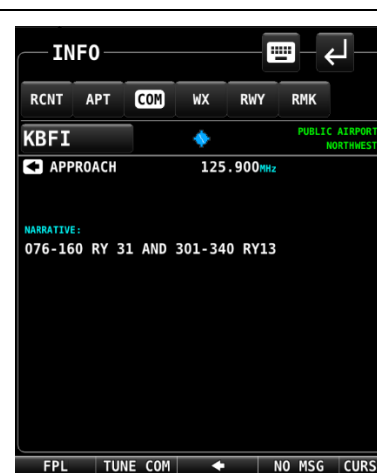 INFO
RCNT APT COM WX RWY RMK
KBFI
PUBLIC AIRPORT
NORTHWEST
APPROACH 125.900MHz
NARRATIVE:
076-160 RY 31 AND 301-340 RY13
FPL TUNE COM NO MSG CURS